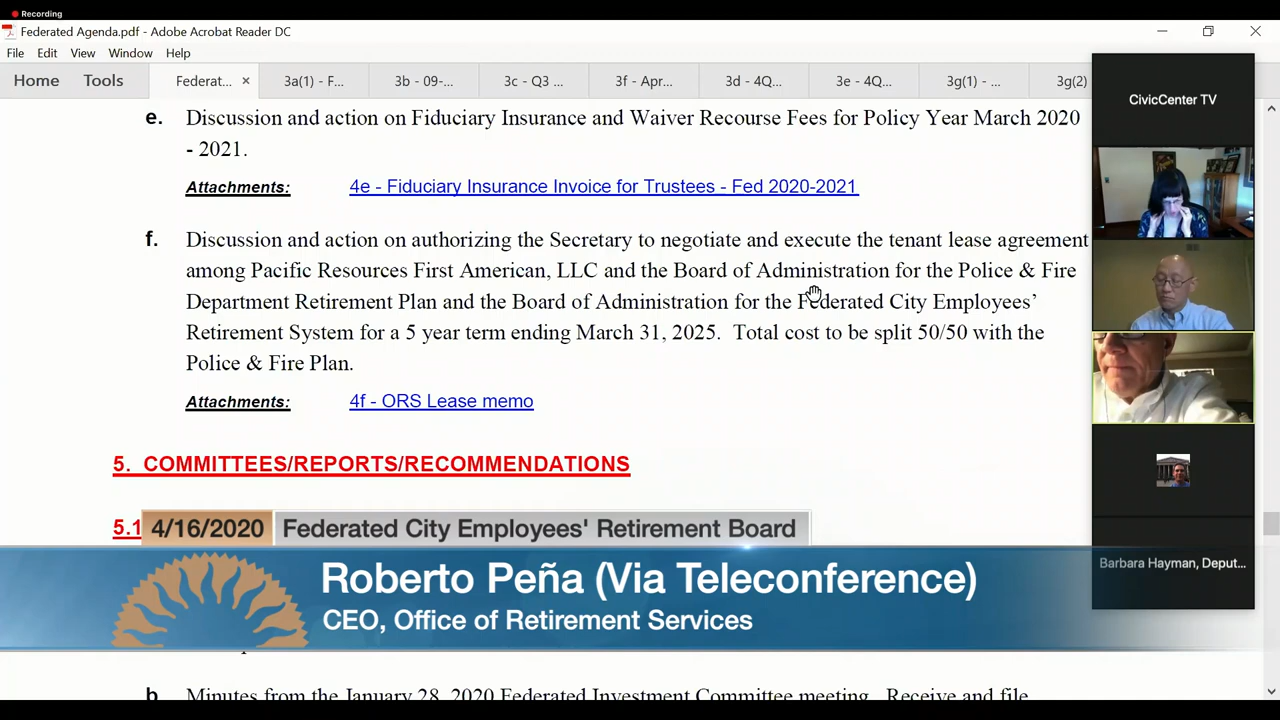 Recording
Federated Agenda.pdf - Adobe Acrobat Reader DC
File Edit View Window Help
Home Tools Federat... × 3a(1) - F... 3b - 09-... 3c - Q3 ... 3f - Apr... 3d - 4Q... 3e - 4Q... 3g(1) - ... 3g(2)
e. Discussion and action on Fiduciary Insurance and Waiver Recourse Fees for Policy Year March 2020
- 2021.
Attachments: 4e - Fiduciary Insurance Invoice for Trustees - Fed 2020-2021
f. Discussion and action on authorizing the Secretary to negotiate and execute the tenant lease agreement
among Pacific Resources First American, LLC and the Board of Administration for the Police & Fire
Department Retirement Plan and the Board of Administration for the Federated City Employees’
Retirement System for a 5 year term ending March 31, 2025. Total cost to be split 50/50 with the
Police & Fire Plan.
Attachments: 4f - ORS Lease memo
5. COMMITTEES/REPORTS/RECOMMENDATIONS
5.1
4/16/2020 Federated City Employees' Retirement Board
Roberto Peña (Via Teleconference)
CEO, Office of Retirement Services
b. Minutes from the January 28, 2020 Federated Investment Committee meeting. Receive and file.
CivicCenter TV
Barbara Hayman, Deput...